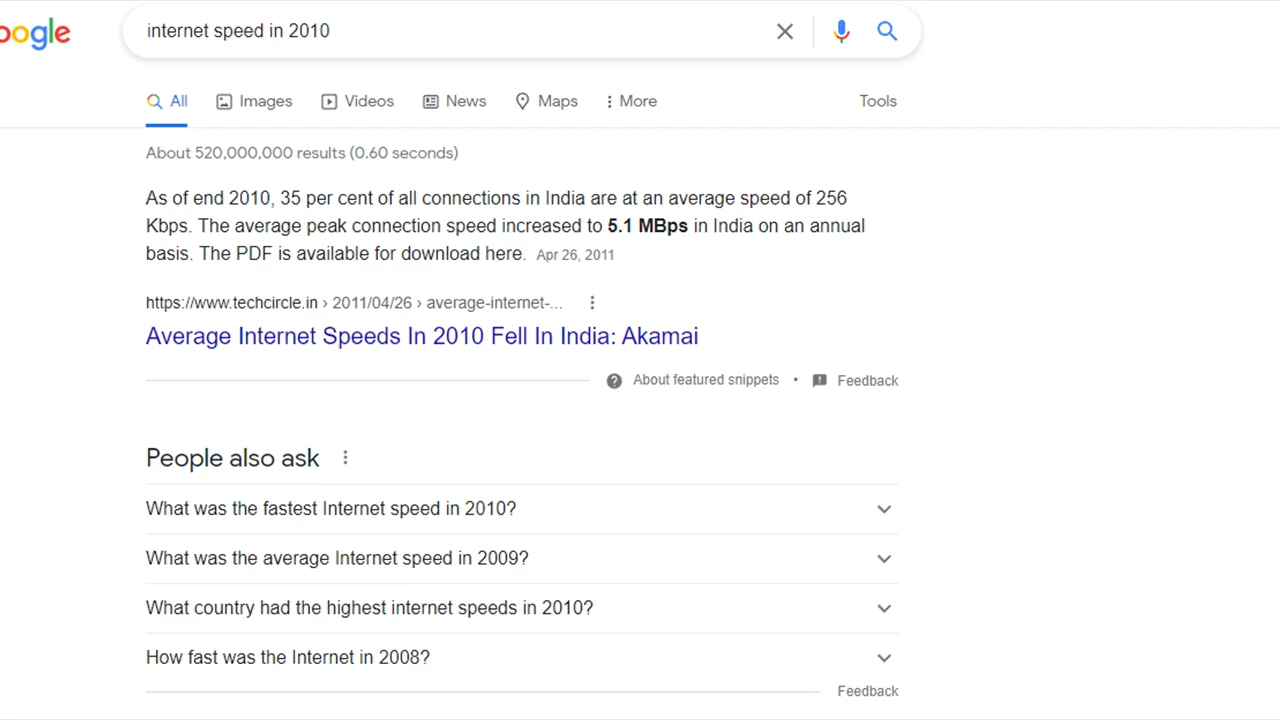 oogle
internet speed in 2010
All Images Videos News Maps More Tools
About 520,000,000 results (0.60 seconds)
As of end 2010, 35 per cent of all connections in India are at an average speed of 256
Kbps. The average peak connection speed increased to 5.1 MBps in India on an annual
basis. The PDF is available for download here. Apr 26, 2011
https://www.techcircle.in › 2011/04/26 › average-internet-...
Average Internet Speeds In 2010 Fell In India: Akamai
About featured snippets • Feedback
People also ask
What was the fastest Internet speed in 2010?
What was the average Internet speed in 2009?
What country had the highest internet speeds in 2010?
How fast was the Internet in 2008?
Feedback